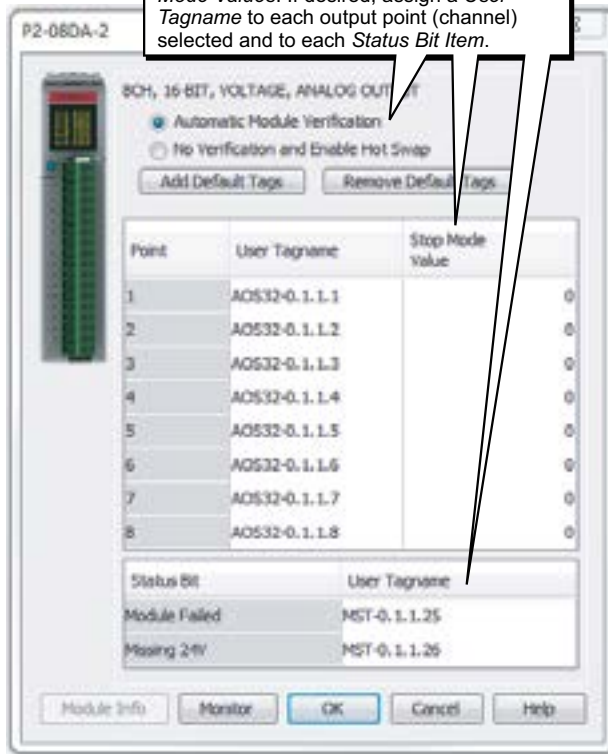 Mode Values. If desired, assign a User
Tagname to each output point (channel)
selected and to each Status Bit Item.
P2-08DA-2
8CH, 16-BIT, VOLTAGE, ANALOG
Automatic Module Verification
No Verification and Enable Hot Swap
Add Default Tags Remove Default Tags
Point User Tagname Stop Mode Value
1 AOS32-0.1.1.1 0
2 AOS32-0.1.1.2 0
3 AOS32-0.1.1.3 0
4 AOS32-0.1.1.4 0
5 AOS32-0.1.1.5 0
6 AOS32-0.1.1.6 0
7 AOS32-0.1.1.7 0
8 AOS32-0.1.1.8 0
Status Bit User Tagname
Module Failed MST-0.1.1.25
Missing 24V MST-0.1.1.26
Module Info Monitor OK Cancel Help